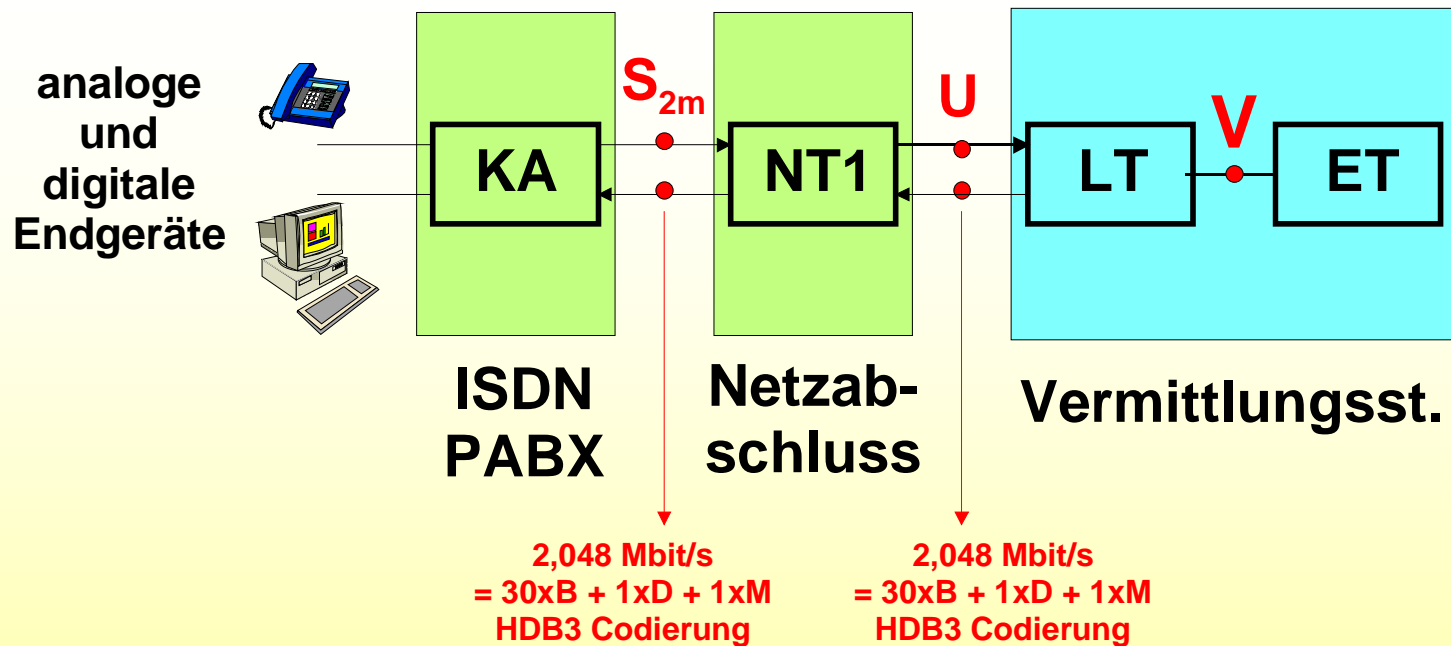 analoge
und
digitale
Endgeräte
KA
S2m
NT1
U
LT
V
ET
ISDN
PABX
Netzab-
schluss
Vermittlungsst.
2,048 Mbit/s
= 30xB + 1xD + 1xM
HDB3 Codierung
2,048 Mbit/s
= 30xB + 1xD + 1xM
HDB3 Codierung